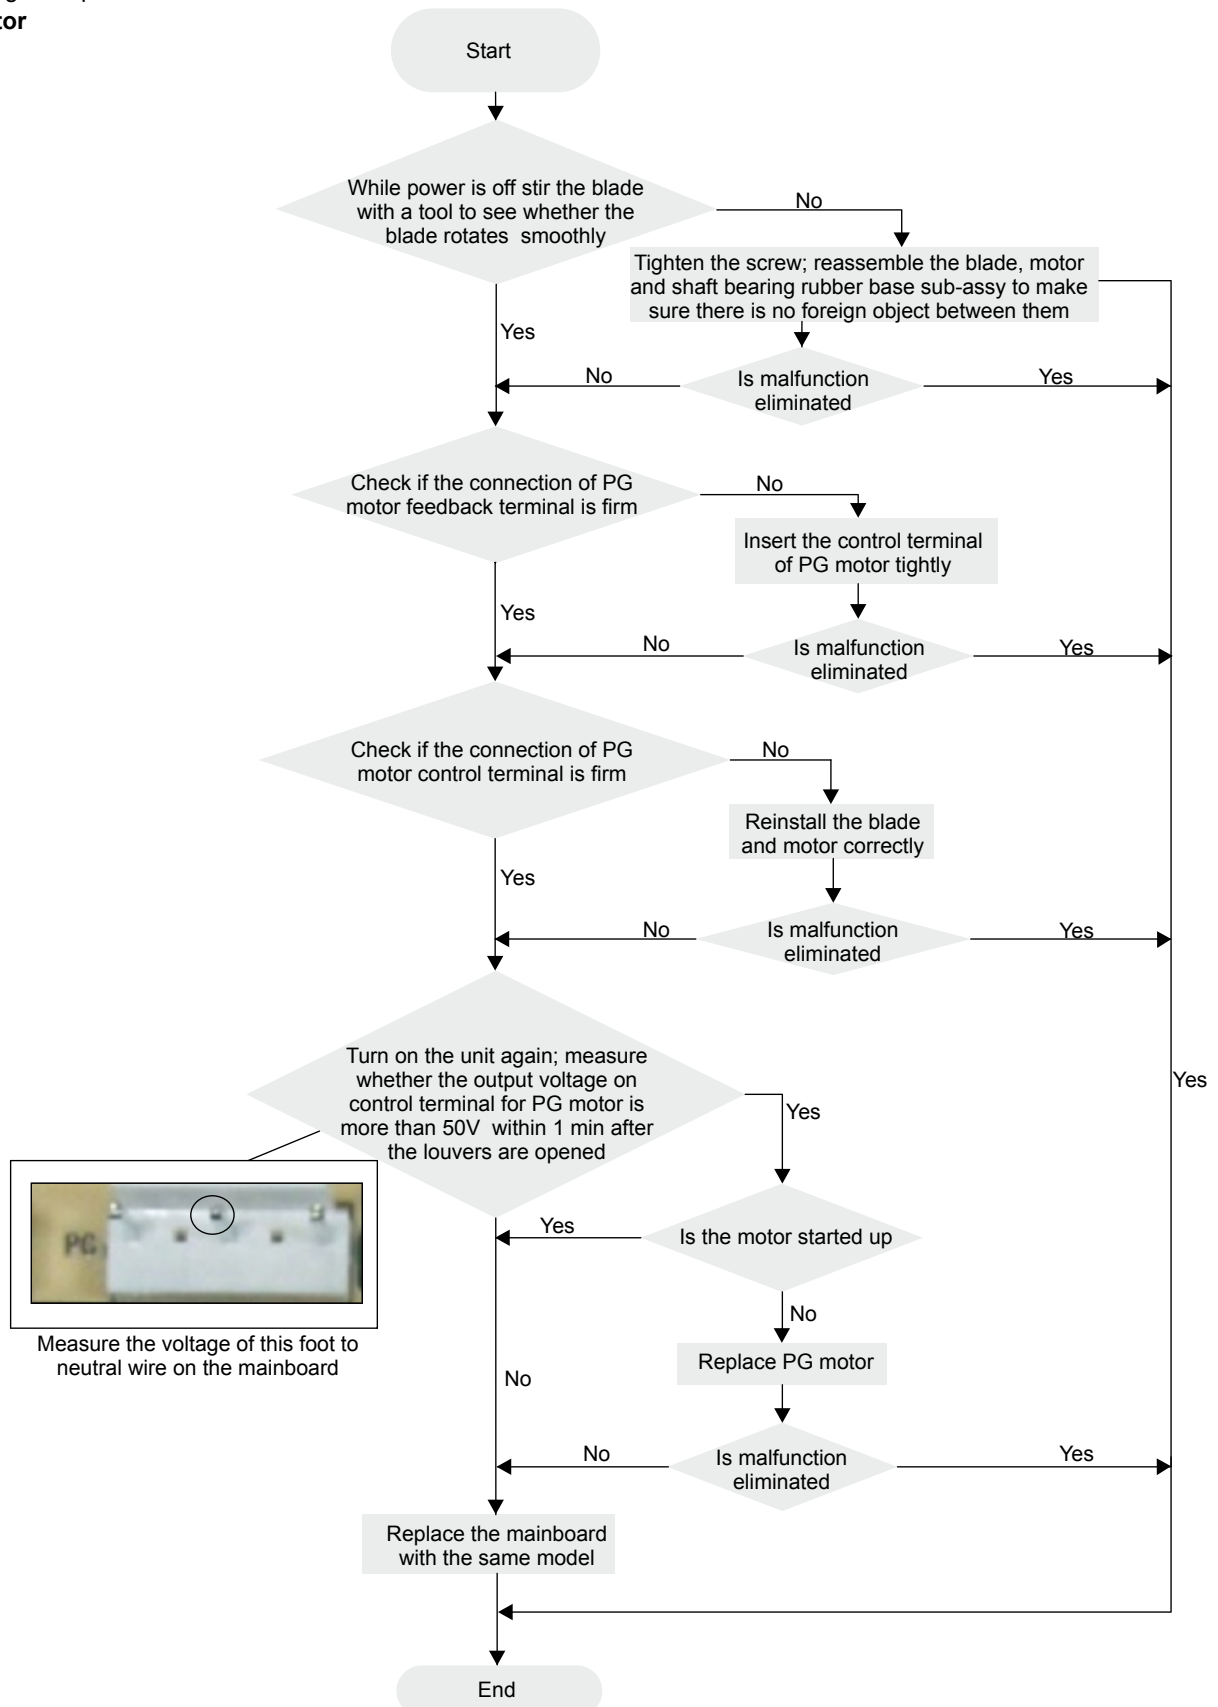 tor
Start
While power is off stir the blade
with a tool to see whether the
blade rotates smoothly
No
Tighten the screw; reassemble the blade, motor
and shaft bearing rubber base sub-assy to make
sure there is no foreign object between them
Yes
No
Is malfunction
eliminated
Yes
Check if the connection of PG
motor feedback terminal is firm
No
Insert the control terminal
of PG motor tightly
Yes
No
Is malfunction
eliminated
Yes
Check if the connection of PG
motor control terminal is firm
No
Reinstall the blade
and motor correctly
Yes
No
Is malfunction
eliminated
Yes
Turn on the unit again; measure
whether the output voltage on
control terminal for PG motor is
more than 50V within 1 min after
the louvers are opened
Yes
Yes
PG
Yes
Is the motor started up
Measure the voltage of this foot to
neutral wire on the mainboard
No
Replace PG motor
No
No
Is malfunction
eliminated
Yes
Replace the mainboard
with the same model
End